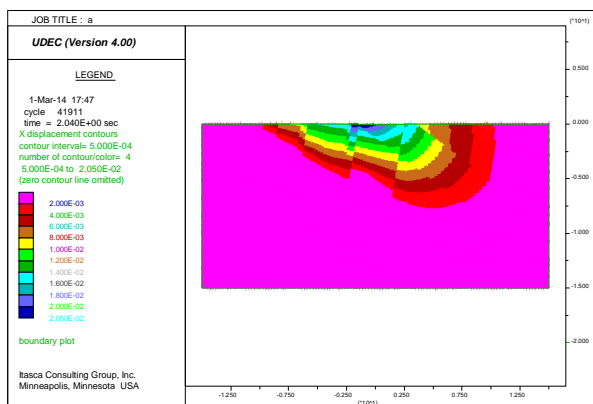 JOB TITLE : a
UDEC (Version 4.00)
LEGEND
1-Mar-14 17:47
cycle 41911
time = 2.040E+00 sec
X displacement contours
contour interval= 5.000E-04
number of contour/color= 4
5.000E-04 to 2.050E-02
(zero contour line omitted)
2.000E-03
4.000E-03
6.000E-03
8.000E-03
1.000E-02
1.200E-02
1.400E-02
1.600E-02
1.800E-02
2.000E-02
2.050E-02
boundary plot
Itasca Consulting Group, Inc.
Minneapolis, Minnesota USA
(*10^1)
0.500
0.000
-0.500
-1.000
-1.500
-2.000
-1.250 -0.750 -0.250 0.250 0.750 1.250
(*10^1)